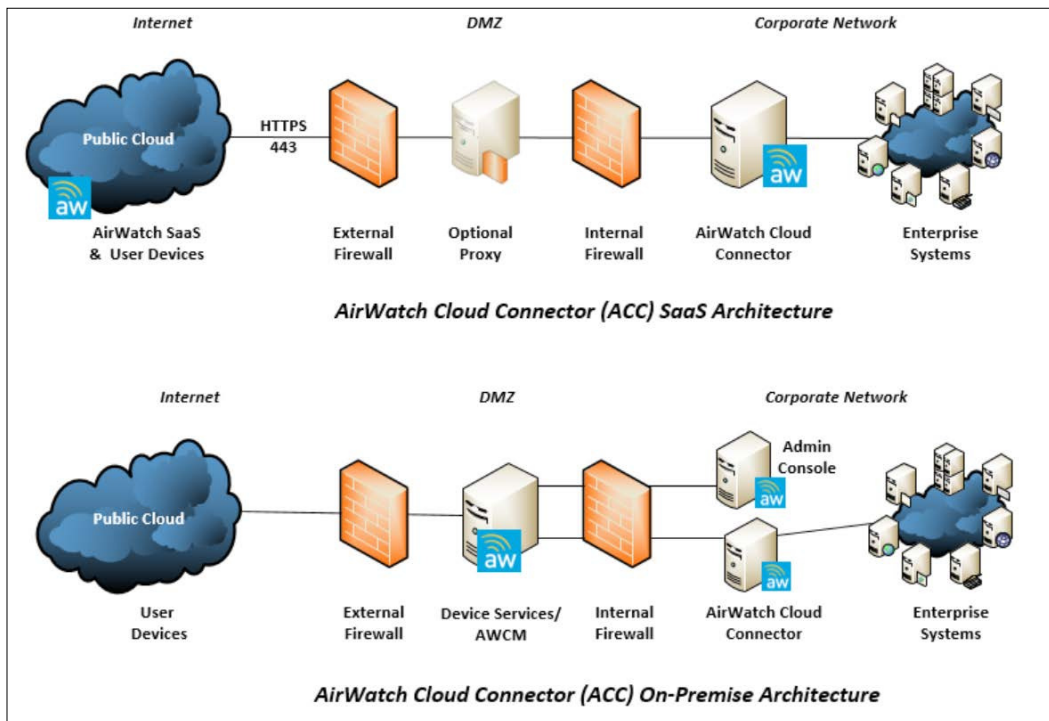 Internet
DMZ
Corporate Network
Public Cloud
HTTPS
443
aw
aw
AirWatch SaaS
& User Devices
External
Firewall
Optional
Proxy
Internal
Firewall
AirWatch Cloud
Connector
Enterprise
Systems
AirWatch Cloud Connector (ACC) SaaS Architecture
Internet
DMZ
Corporate Network
Admin
Console
aw
Public Cloud
aw
aw
User
Devices
External
Firewall
Device Services/
AWCM
Internal
Firewall
AirWatch Cloud
Connector
Enterprise
Systems
AirWatch Cloud Connector (ACC) On-Premise Architecture